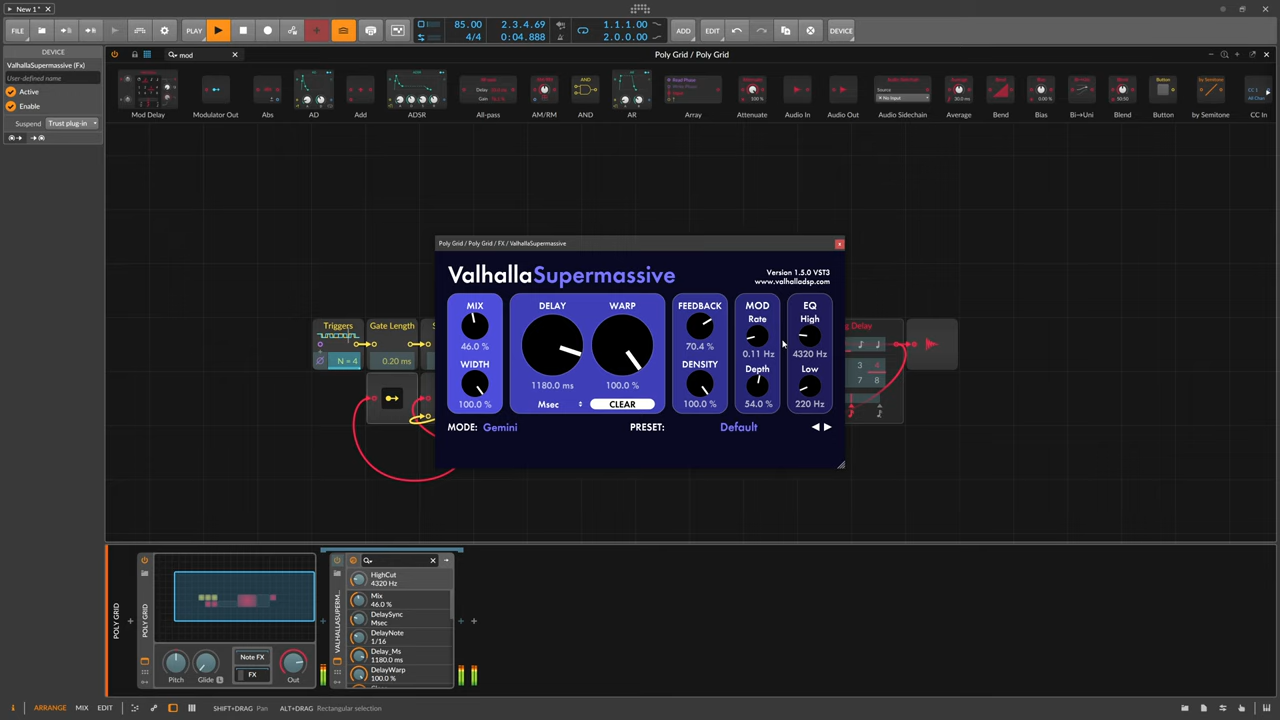 New 1*
FILE
PLAY
85.00
4/4
2.3.4.69
0:04.888
1.1.1.00
2.0.0.00
ADD
EDIT
DEVICE
DEVICE
ValhallaSupermassive (Fx)
User-defined name
Active
Enable
Suspend Trust plug-in
mod
Poly Grid / Poly Grid
Mod Delay
Modulator Out
Abs
AD
Add
ADSR
All-pass
AM/RM
AND
AR
Array
Attenuate
Audio In
Audio Out
Audio Sidechain
Average
Bend
Bias
Bi→Uni
Blend
Button
by Semitone
CC In
Poly Grid / Poly Grid / FX / ValhallaSupermassive
ValhallaSupermassive
Version 1.5.0 VST3
www.valhalladsp.com
MIX
46.0 %
WIDTH
100.0 %
DELAY
1180.0 ms
Msec
WARP
100.0 %
CLEAR
FEEDBACK
70.4 %
DENSITY
100.0 %
MOD
Rate
0.11 Hz
Depth
54.0 %
EQ
High
4320 Hz
Low
220 Hz
MODE: Gemini
PRESET: Default
Triggers
N = 4
Gate Length
0.20 ms
Delay
3 4
7 8
POLY GRID
POLY GRID
Pitch
Glide L
Note FX
FX
Out
HighCut
4320 Hz
Mix
46.0 %
DelaySync
Msec
DelayNote
1/16
Delay_Ms
1180.0 ms
DelayWarp
100.0 %
ARRANGE MIX EDIT
SHIFT+DRAG Pan
ALT+DRAG Rectangular selection